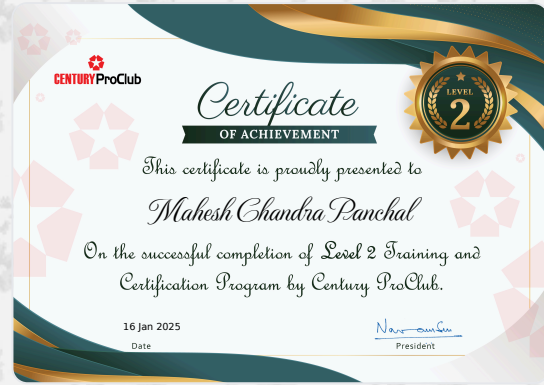 CENTURY ProClub
Certificate
OF ACHIEVEMENT
LEVEL
2
This certificate is proudly presented to
Mahesh Chandra Panchal
On the successful completion of Level 2 Training and
Certification Program by Century ProClub.
16 Jan 2025
Date
President